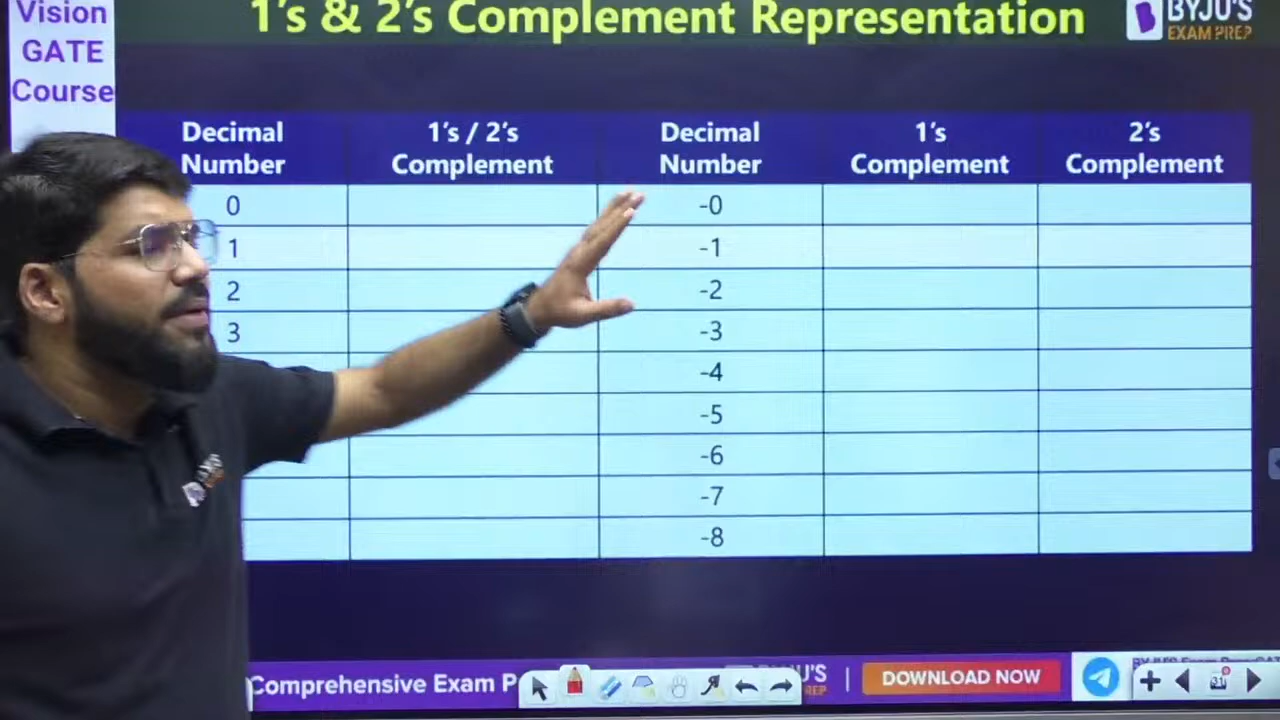 Vision
GATE
Course
1's & 2's Complement Representation
BYJU'S
EXAM PREP
Decimal Number
1's / 2's Complement
Decimal Number
1's Complement
2's Complement
0
-0
1
-1
2
-2
3
-3
-4
-5
-6
-7
-8
Comprehensive Exam P
DOWNLOAD NOW
31